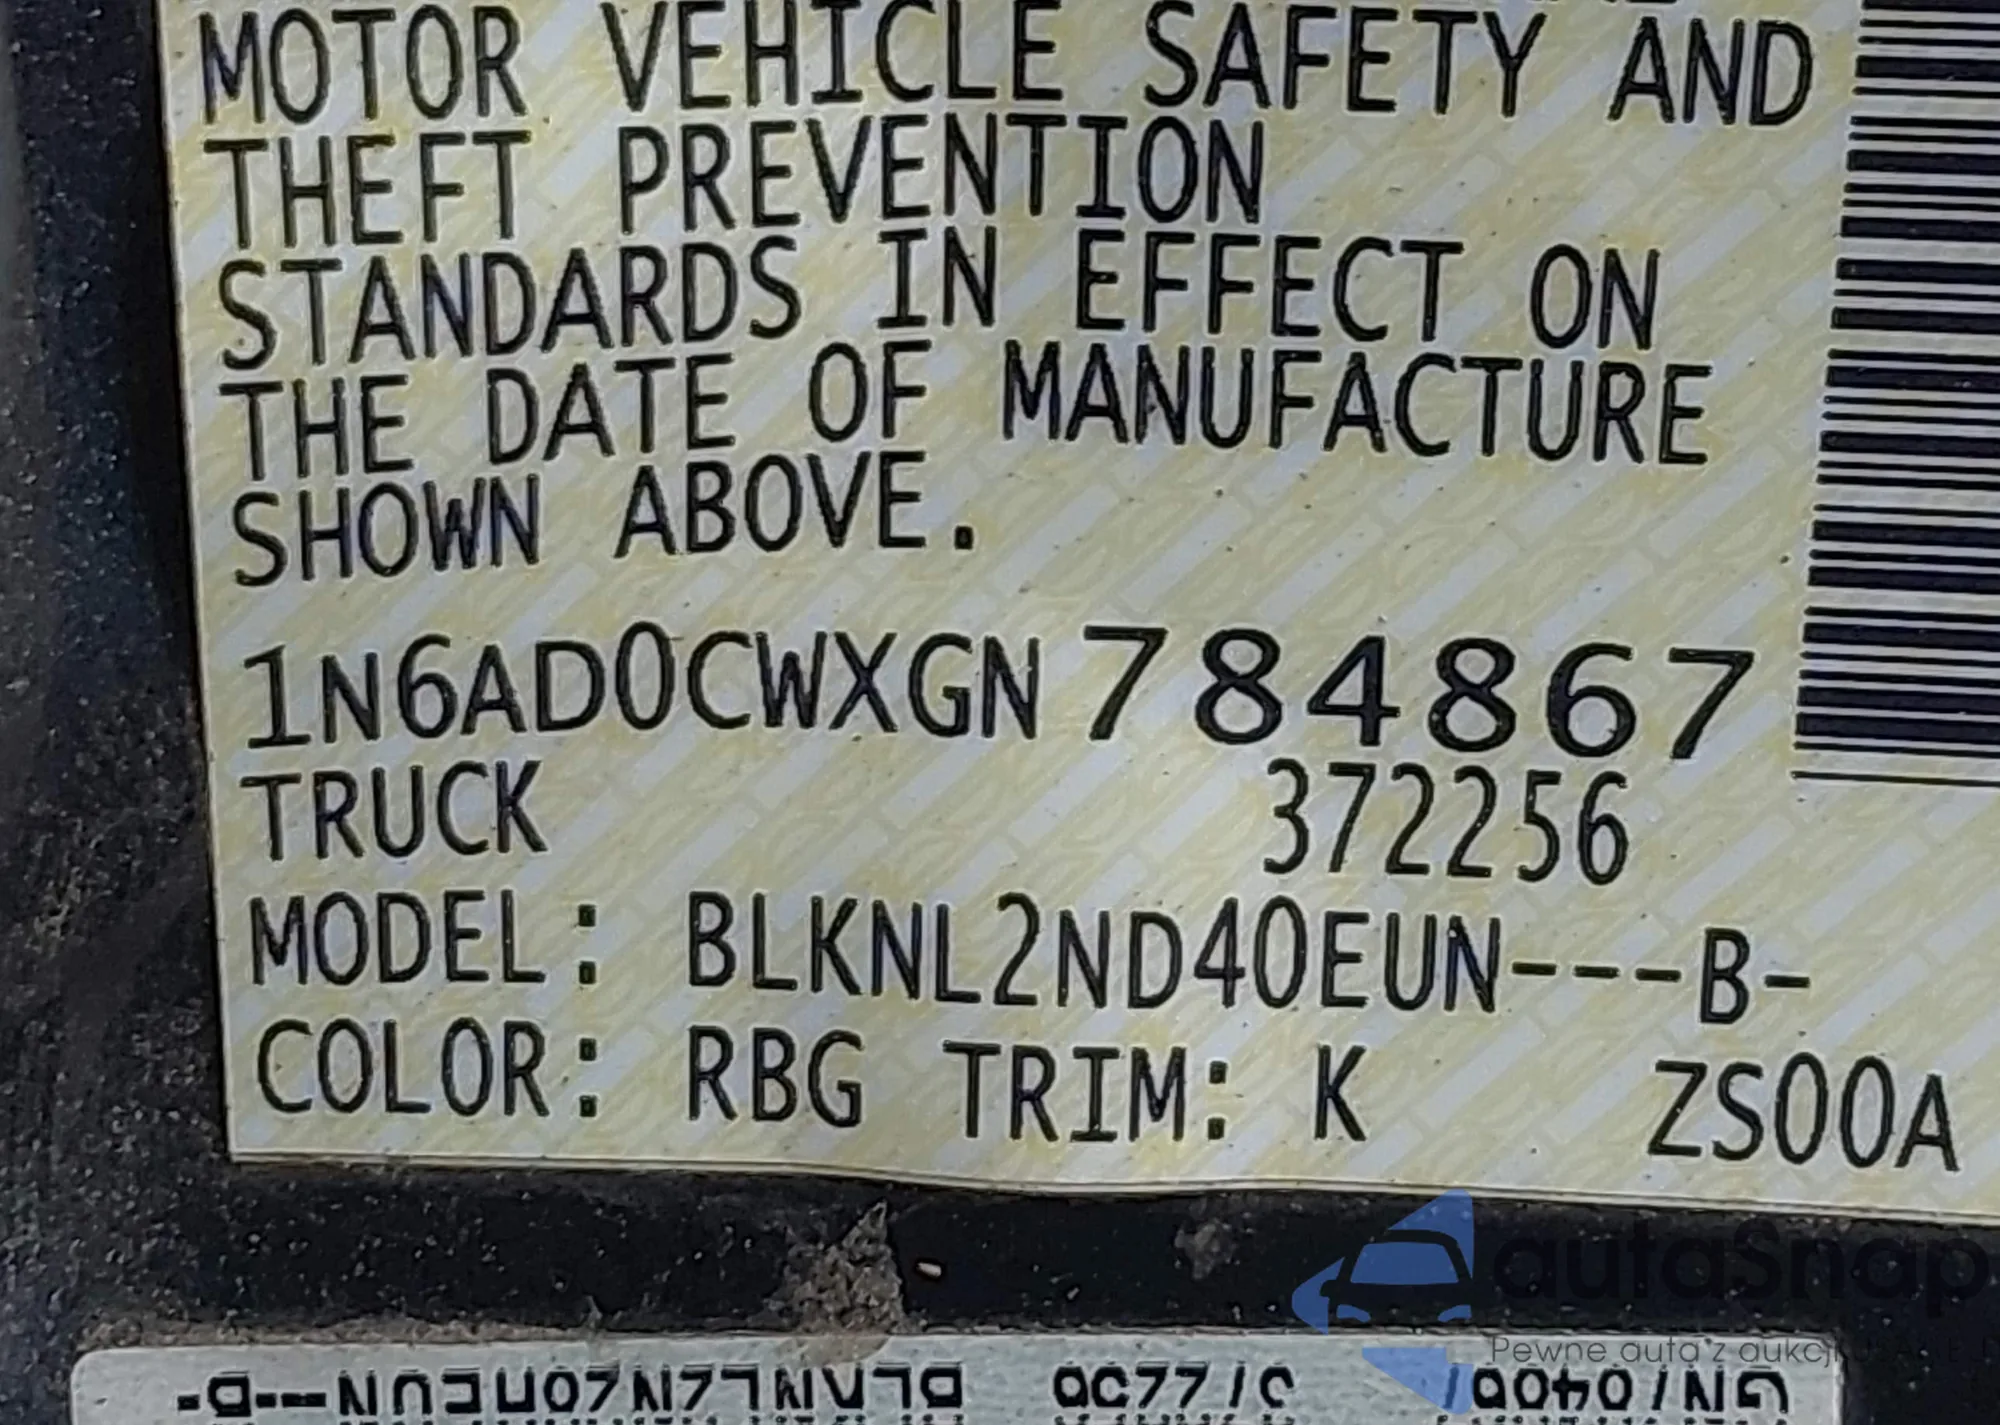 MOTOR VEHICLE SAFETY AND
THEFT PREVENTION
STANDARDS IN EFFECT ON
THE DATE OF MANUFACTURE
SHOWN ABOVE.
1N6AD0CWXGN784867
TRUCK 372256
MODEL: BLKNL2ND40EUN---B-
COLOR: RBG TRIM: K ZS00A
autaSnap
Pewne auta z aukcji